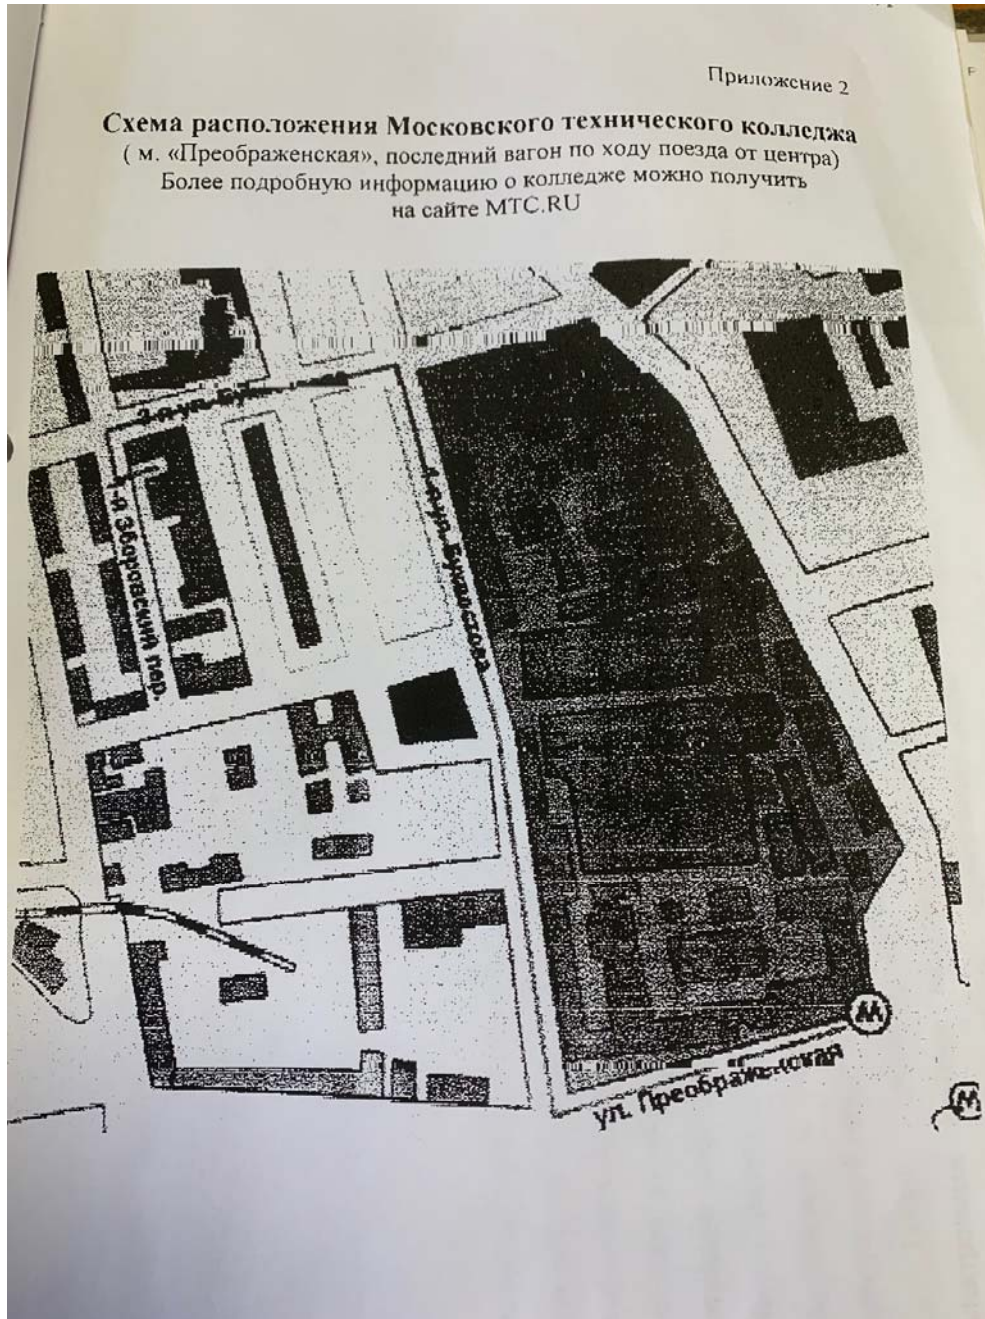 Приложение 2
Схема расположения Московского технического колледжа
( м. «Преображенская», последний вагон по ходу поезда от центра)
Более подробную информацию о колледже можно получить
на сайте MTC.RU
ул.
Зборовский пер.
ул. Бухвостова
М
ул. Преображенская
М